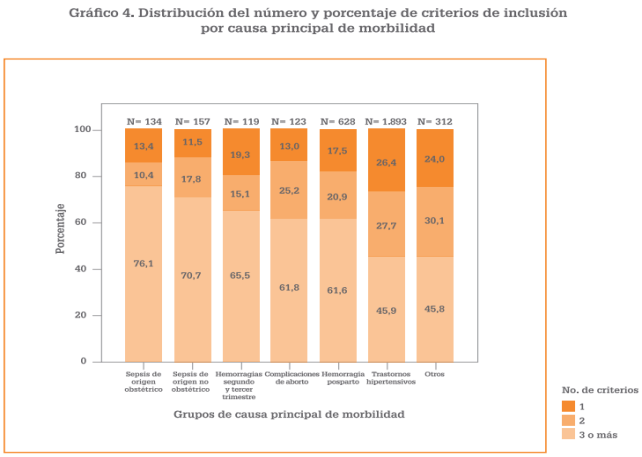 Gráfico 4. Distribución del número y porcentaje de criterios de inclusión
por causa principal de morbilidad
N= 134 N= 157 N= 119 N= 123 N= 628 N= 1.893 N= 312
100
80
60
40
20
0
Porcentaje
13,4 11,5 19,3 13,0 17,5 26,4 24,0
10,4 17,8 15,1 25,2 20,9 27,7 30,1
76,1 70,7 65,5 61,8 61,6 45,9 45,8
Sepsis de
origen
obstétrico
Sepsis de
origen no
obstétrico
Hemorragias
segundo
y tercer
trimestre
Complicaciones
de aborto
Hemorragia
posparto
Trastornos
hipertensivos
Otros
Grupos de causa principal de morbilidad
No. de criterios
1
2
3 o más